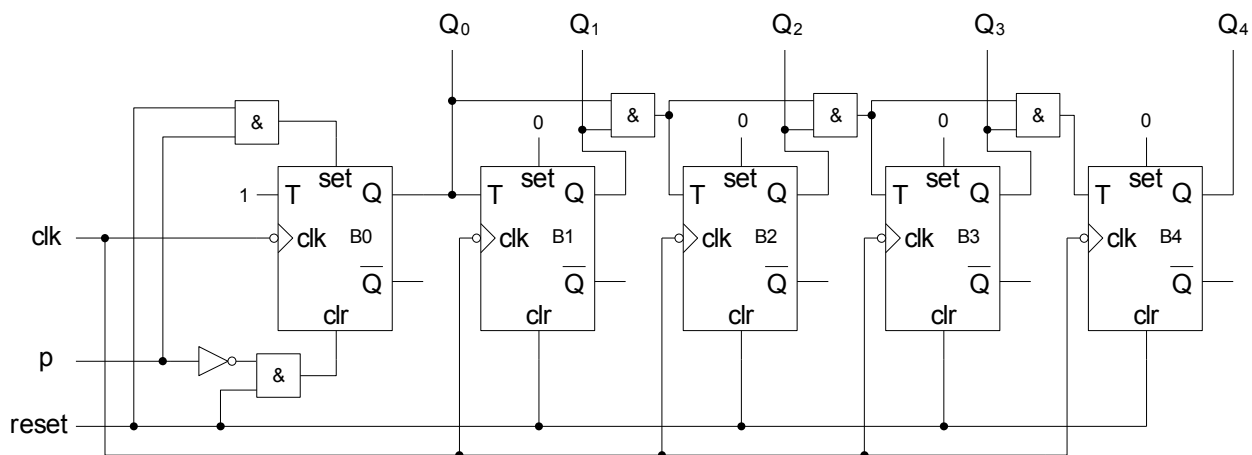 Q0 Q1 Q2 Q3 Q4
& & &
& 0 0 0 0
set set set set set
1 T Q T Q T Q T Q T Q
clk clk B0 clk B1 clk B2 clk B3 clk B4
Q Q Q Q Q
clr clr clr clr clr
p &
reset